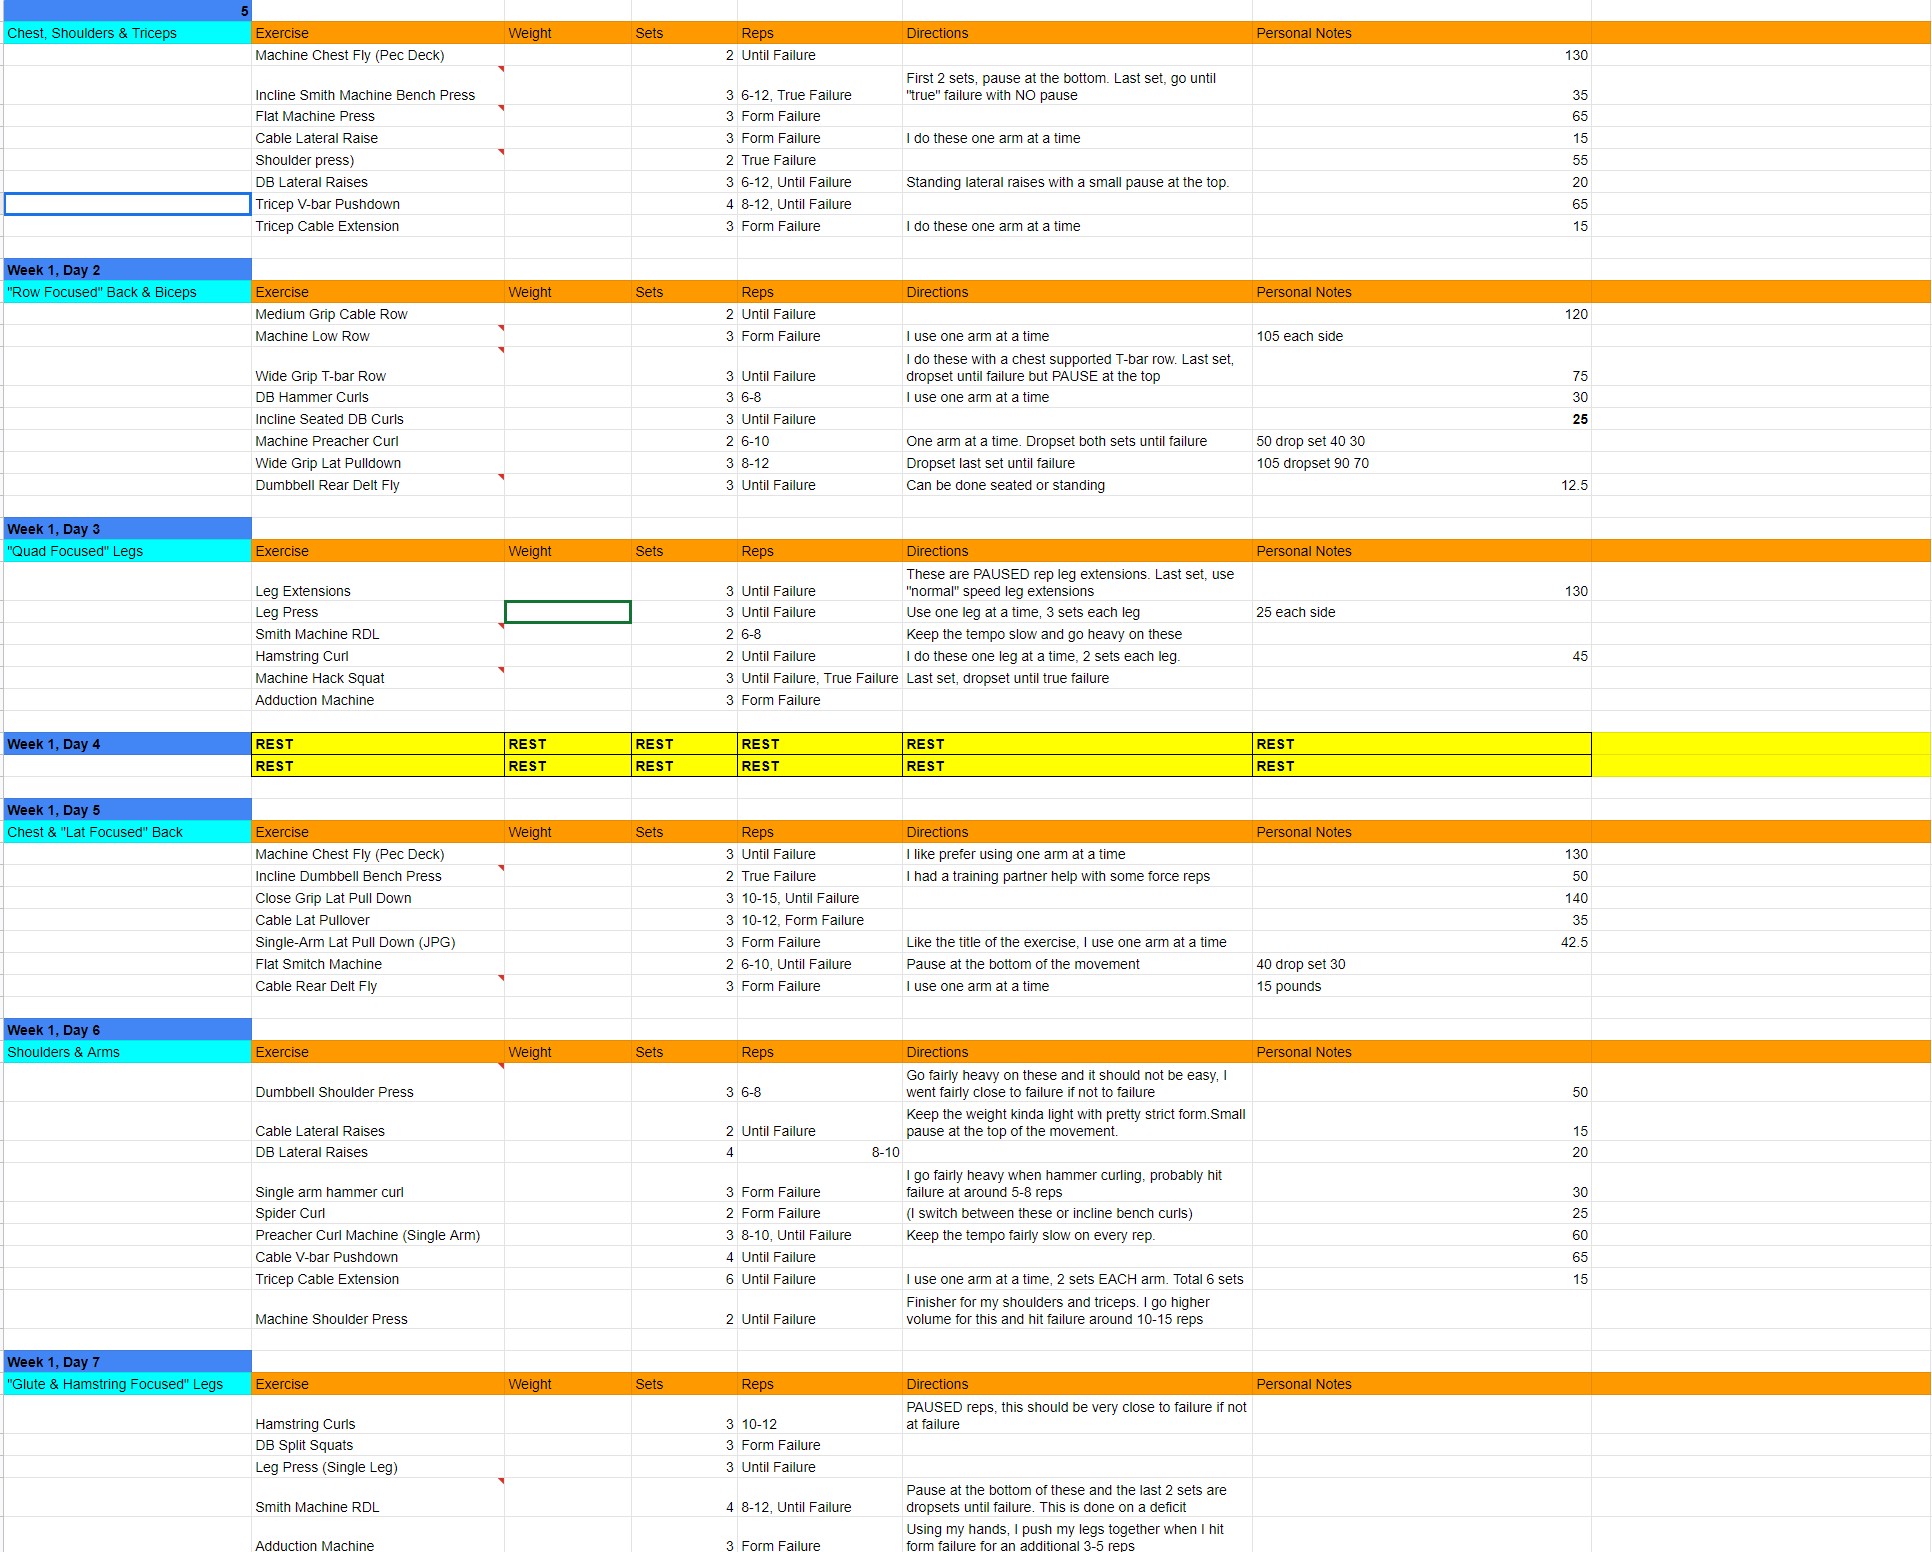 5
Chest, Shoulders & Triceps Exercise Weight Sets Reps Directions Personal Notes
Machine Chest Fly (Pec Deck) 2 Until Failure 130
First 2 sets, pause at the bottom. Last set, go until
Incline Smith Machine Bench Press 3 6-12, True Failure "true" failure with NO pause 35
Flat Machine Press 3 Form Failure 65
Cable Lateral Raise 3 Form Failure I do these one arm at a time 15
Shoulder press) 2 True Failure 55
DB Lateral Raises 3 6-12, Until Failure Standing lateral raises with a small pause at the top. 20
Tricep V-bar Pushdown 4 8-12, Until Failure 65
Tricep Cable Extension 3 Form Failure I do these one arm at a time 15
Week 1, Day 2
"Row Focused" Back & Biceps Exercise Weight Sets Reps Directions Personal Notes
Medium Grip Cable Row 2 Until Failure 120
Machine Low Row 3 Form Failure I use one arm at a time 105 each side
I do these with a chest supported T-bar row. Last set,
Wide Grip T-bar Row 3 Until Failure dropset until failure but PAUSE at the top 75
DB Hammer Curls 3 6-8 I use one arm at a time 30
Incline Seated DB Curls 3 Until Failure 25
Machine Preacher Curl 2 6-10 One arm at a time. Dropset both sets until failure 50 drop set 40 30
Wide Grip Lat Pulldown 3 8-12 Dropset last set until failure 105 dropset 90 70
Dumbbell Rear Delt Fly 3 Until Failure Can be done seated or standing 12.5
Week 1, Day 3
"Quad Focused" Legs Exercise Weight Sets Reps Directions Personal Notes
These are PAUSED rep leg extensions. Last set, use
Leg Extensions 3 Until Failure "normal" speed leg extensions 130
Leg Press 3 Until Failure Use one leg at a time, 3 sets each leg 25 each side
Smith Machine RDL 2 6-8 Keep the tempo slow and go heavy on these
Hamstring Curl 2 Until Failure I do these one leg at a time, 2 sets each leg. 45
Machine Hack Squat 3 Until Failure, True Failure Last set, dropset until true failure
Adduction Machine 3 Form Failure
Week 1, Day 4 REST REST REST REST REST REST
REST REST REST REST REST REST
Week 1, Day 5
Chest & "Lat Focused" Back Exercise Weight Sets Reps Directions Personal Notes
Machine Chest Fly (Pec Deck) 3 Until Failure I like prefer using one arm at a time 130
Incline Dumbbell Bench Press 2 True Failure I had a training partner help with some force reps 50
Close Grip Lat Pull Down 3 10-15, Until Failure 140
Cable Lat Pullover 3 10-12, Form Failure 35
Single-Arm Lat Pull Down (JPG) 3 Form Failure Like the title of the exercise, I use one arm at a time 42.5
Flat Smitch Machine 2 6-10, Until Failure Pause at the bottom of the movement 40 drop set 30
Cable Rear Delt Fly 3 Form Failure I use one arm at a time 15 pounds
Week 1, Day 6
Shoulders & Arms Exercise Weight Sets Reps Directions Personal Notes
Go fairly heavy on these and it should not be easy, I
Dumbbell Shoulder Press 3 6-8 went fairly close to failure if not to failure 50
Keep the weight kinda light with pretty strict form.Small
Cable Lateral Raises 2 Until Failure pause at the top of the movement. 15
DB Lateral Raises 4 8-10 20
I go fairly heavy when hammer curling, probably hit
Single arm hammer curl 3 Form Failure failure at around 5-8 reps 30
Spider Curl 2 Form Failure (I switch between these or incline bench curls) 25
Preacher Curl Machine (Single Arm) 3 8-10, Until Failure Keep the tempo fairly slow on every rep. 60
Cable V-bar Pushdown 4 Until Failure 65
Tricep Cable Extension 6 Until Failure I use one arm at a time, 2 sets EACH arm. Total 6 sets 15
Finisher for my shoulders and triceps. I go higher
Machine Shoulder Press 2 Until Failure volume for this and hit failure around 10-15 reps
Week 1, Day 7
"Glute & Hamstring Focused" Legs Exercise Weight Sets Reps Directions Personal Notes
PAUSED reps, this should be very close to failure if not
Hamstring Curls 3 10-12 at failure
DB Split Squats 3 Form Failure
Leg Press (Single Leg) 3 Until Failure
Pause at the bottom of these and the last 2 sets are
Smith Machine RDL 4 8-12, Until Failure dropsets until failure. This is done on a deficit
Using my hands, I push my legs together when I hit
Adduction Machine 3 Form Failure form failure for an additional 3-5 reps